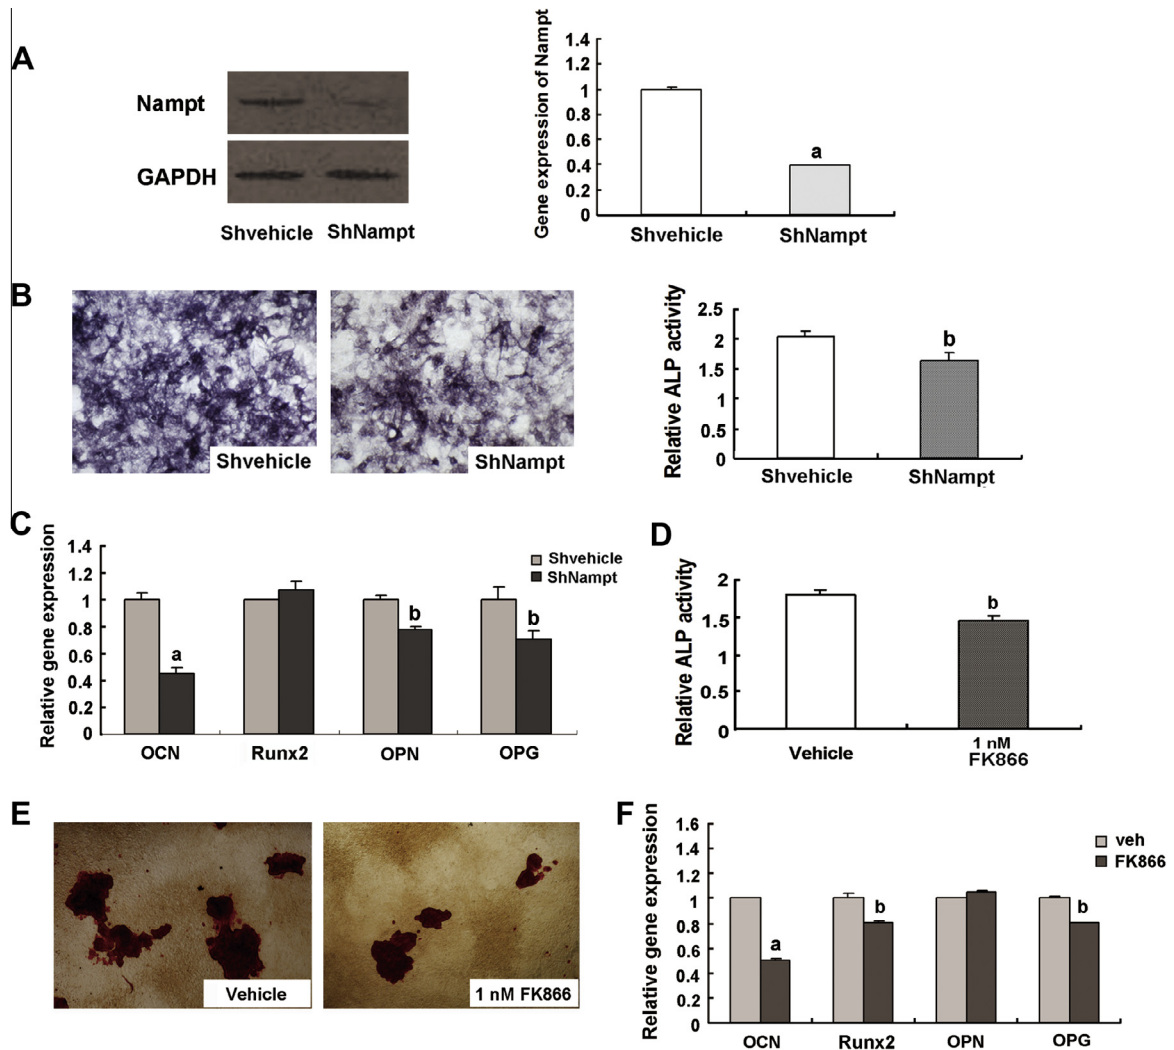 A
Nampt
GAPDH
Shvehicle ShNampt
Gene expression of Nampt
1.4
1.2
1
0.8
0.6
0.4
0.2
0
a
Shvehicle ShNampt
B
Shvehicle
ShNampt
Relative ALP activity
2.5
2
1.5
1
0.5
0
b
Shvehicle ShNampt
C
Relative gene expression
1.4
1.2
1
0.8
0.6
0.4
0.2
0
Shvehicle
ShNampt
a
b
b
OCN Runx2 OPN OPG
D
Relative ALP activity
2
1.5
1
0.5
0
b
Vehicle
1 nM
FK866
E
Vehicle
1 nM FK866
F
Relative gene expression
1.6
1.4
1.2
1
0.8
0.6
0.4
0.2
0
veh
FK866
a
b
b
OCN Runx2 OPN OPG